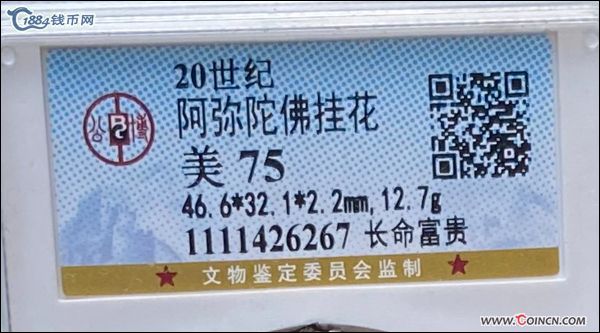 1884钱币网
20世纪
阿弥陀佛挂花
公博
美 75
46.6*32.1*2.2mm,12.7g
1111426267 长命富贵
文物鉴定委员会监制
www.COINCN.com